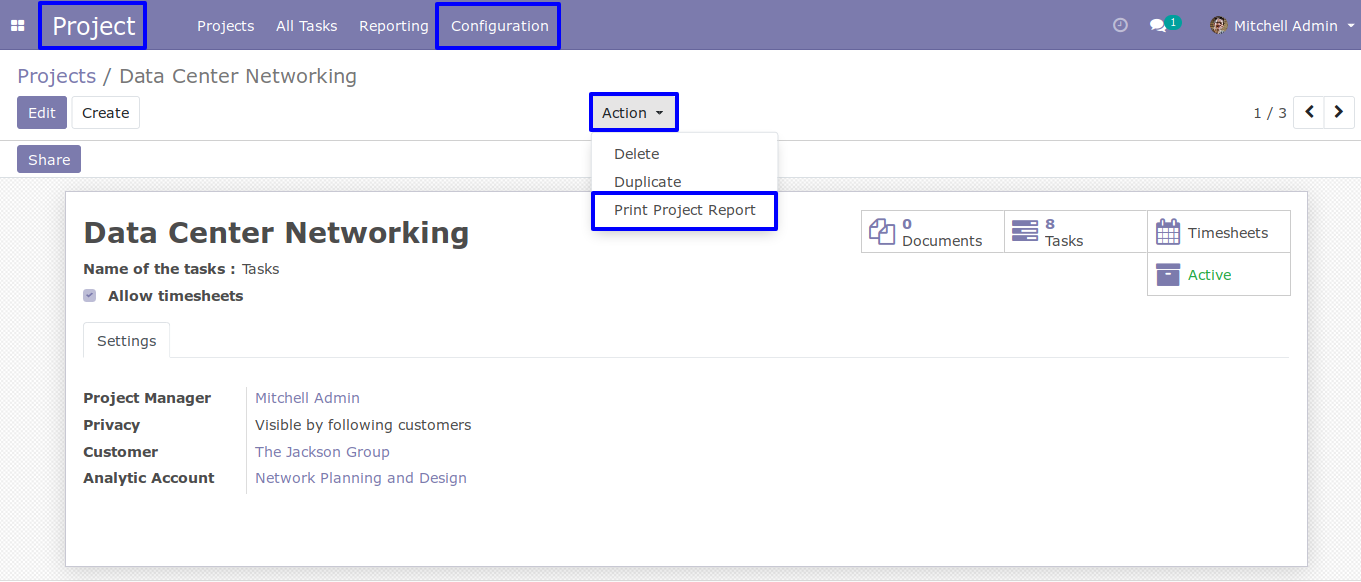 Project Projects All Tasks Reporting Configuration 1 Mitchell Admin
Projects / Data Center Networking
Edit Create Action 1 / 3
Share
Delete
Duplicate
Print Project Report
Data Center Networking
0 Documents
8 Tasks
Timesheets
Active
Name of the tasks : Tasks
Allow timesheets
Settings
Project Manager Mitchell Admin
Privacy Visible by following customers
Customer The Jackson Group
Analytic Account Network Planning and Design